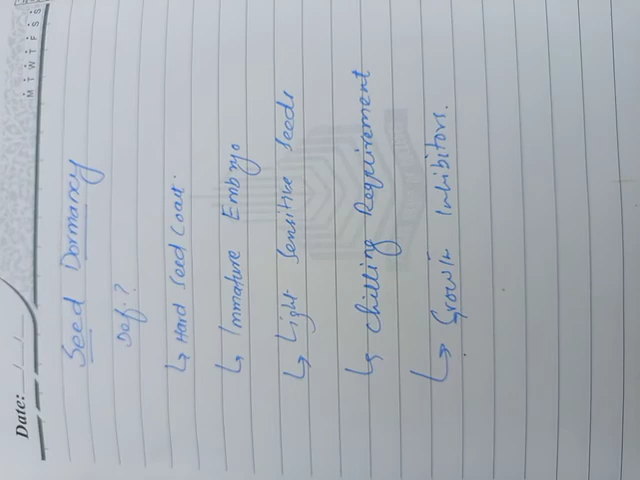 M T W T F S S
Date:
Seed Dormancy
Def.?
↳ Hard Seed Coat.
↳ Immature Embryo
↳ Light Sensitive Seeds
↳ Chilling Requirement
↳ Growth Inhibitors.